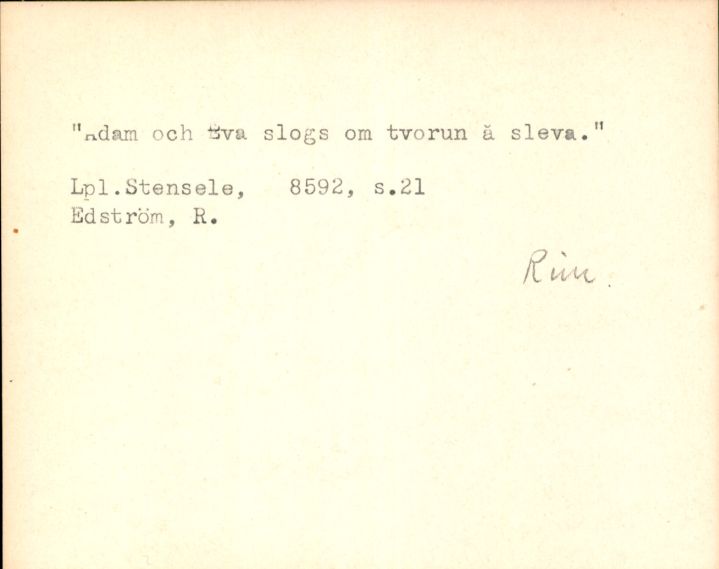 "Adam och Eva slogs om tvorun å sleva."
Lpl.Stensele, 8592, s.21
Edström, R.
Rim.